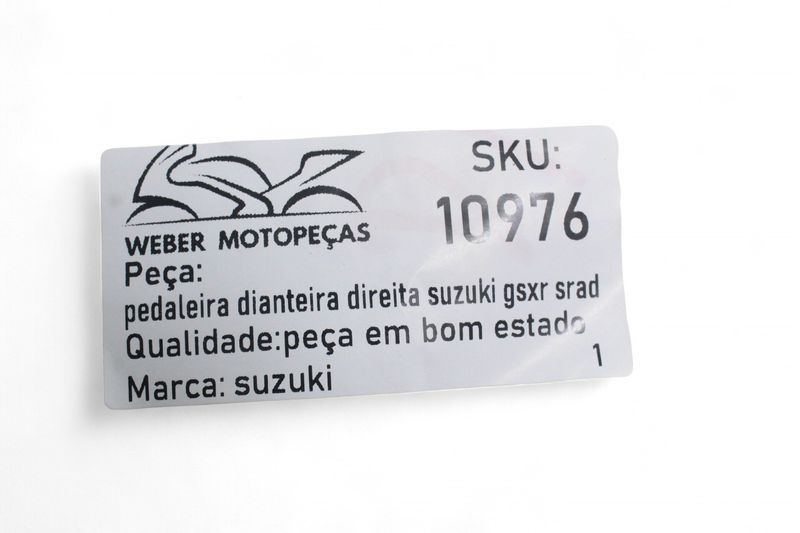 WEBER MOTOPEÇAS
SKU:
10976
Peça:
pedaleira dianteira direita suzuki gsxr srad
Qualidade:peça em bom estado
1
Marca: suzuki